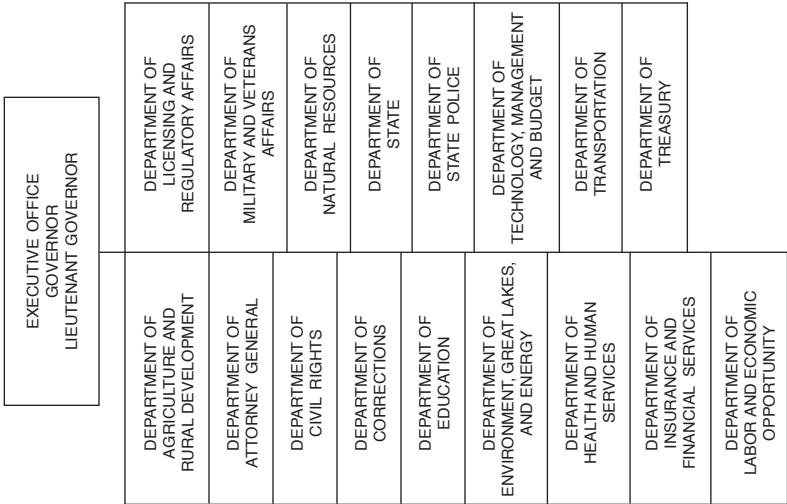 EXECUTIVE OFFICE
GOVERNOR
LIEUTENANT GOVERNOR
DEPARTMENT OF
AGRICULTURE AND
RURAL DEVELOPMENT
DEPARTMENT OF
ATTORNEY GENERAL
DEPARTMENT OF
CIVIL RIGHTS
DEPARTMENT OF
CORRECTIONS
DEPARTMENT OF
EDUCATION
DEPARTMENT OF
ENVIRONMENT, GREAT LAKES,
AND ENERGY
DEPARTMENT OF
HEALTH AND HUMAN
SERVICES
DEPARTMENT OF
INSURANCE AND
FINANCIAL SERVICES
DEPARTMENT OF
LABOR AND ECONOMIC
OPPORTUNITY
DEPARTMENT OF
LICENSING AND
REGULATORY AFFAIRS
DEPARTMENT OF
MILITARY AND VETERANS
AFFAIRS
DEPARTMENT OF
NATURAL RESOURCES
DEPARTMENT OF
STATE
DEPARTMENT OF
STATE POLICE
DEPARTMENT OF
TECHNOLOGY, MANAGEMENT
AND BUDGET
DEPARTMENT OF
TRANSPORTATION
DEPARTMENT OF
TREASURY